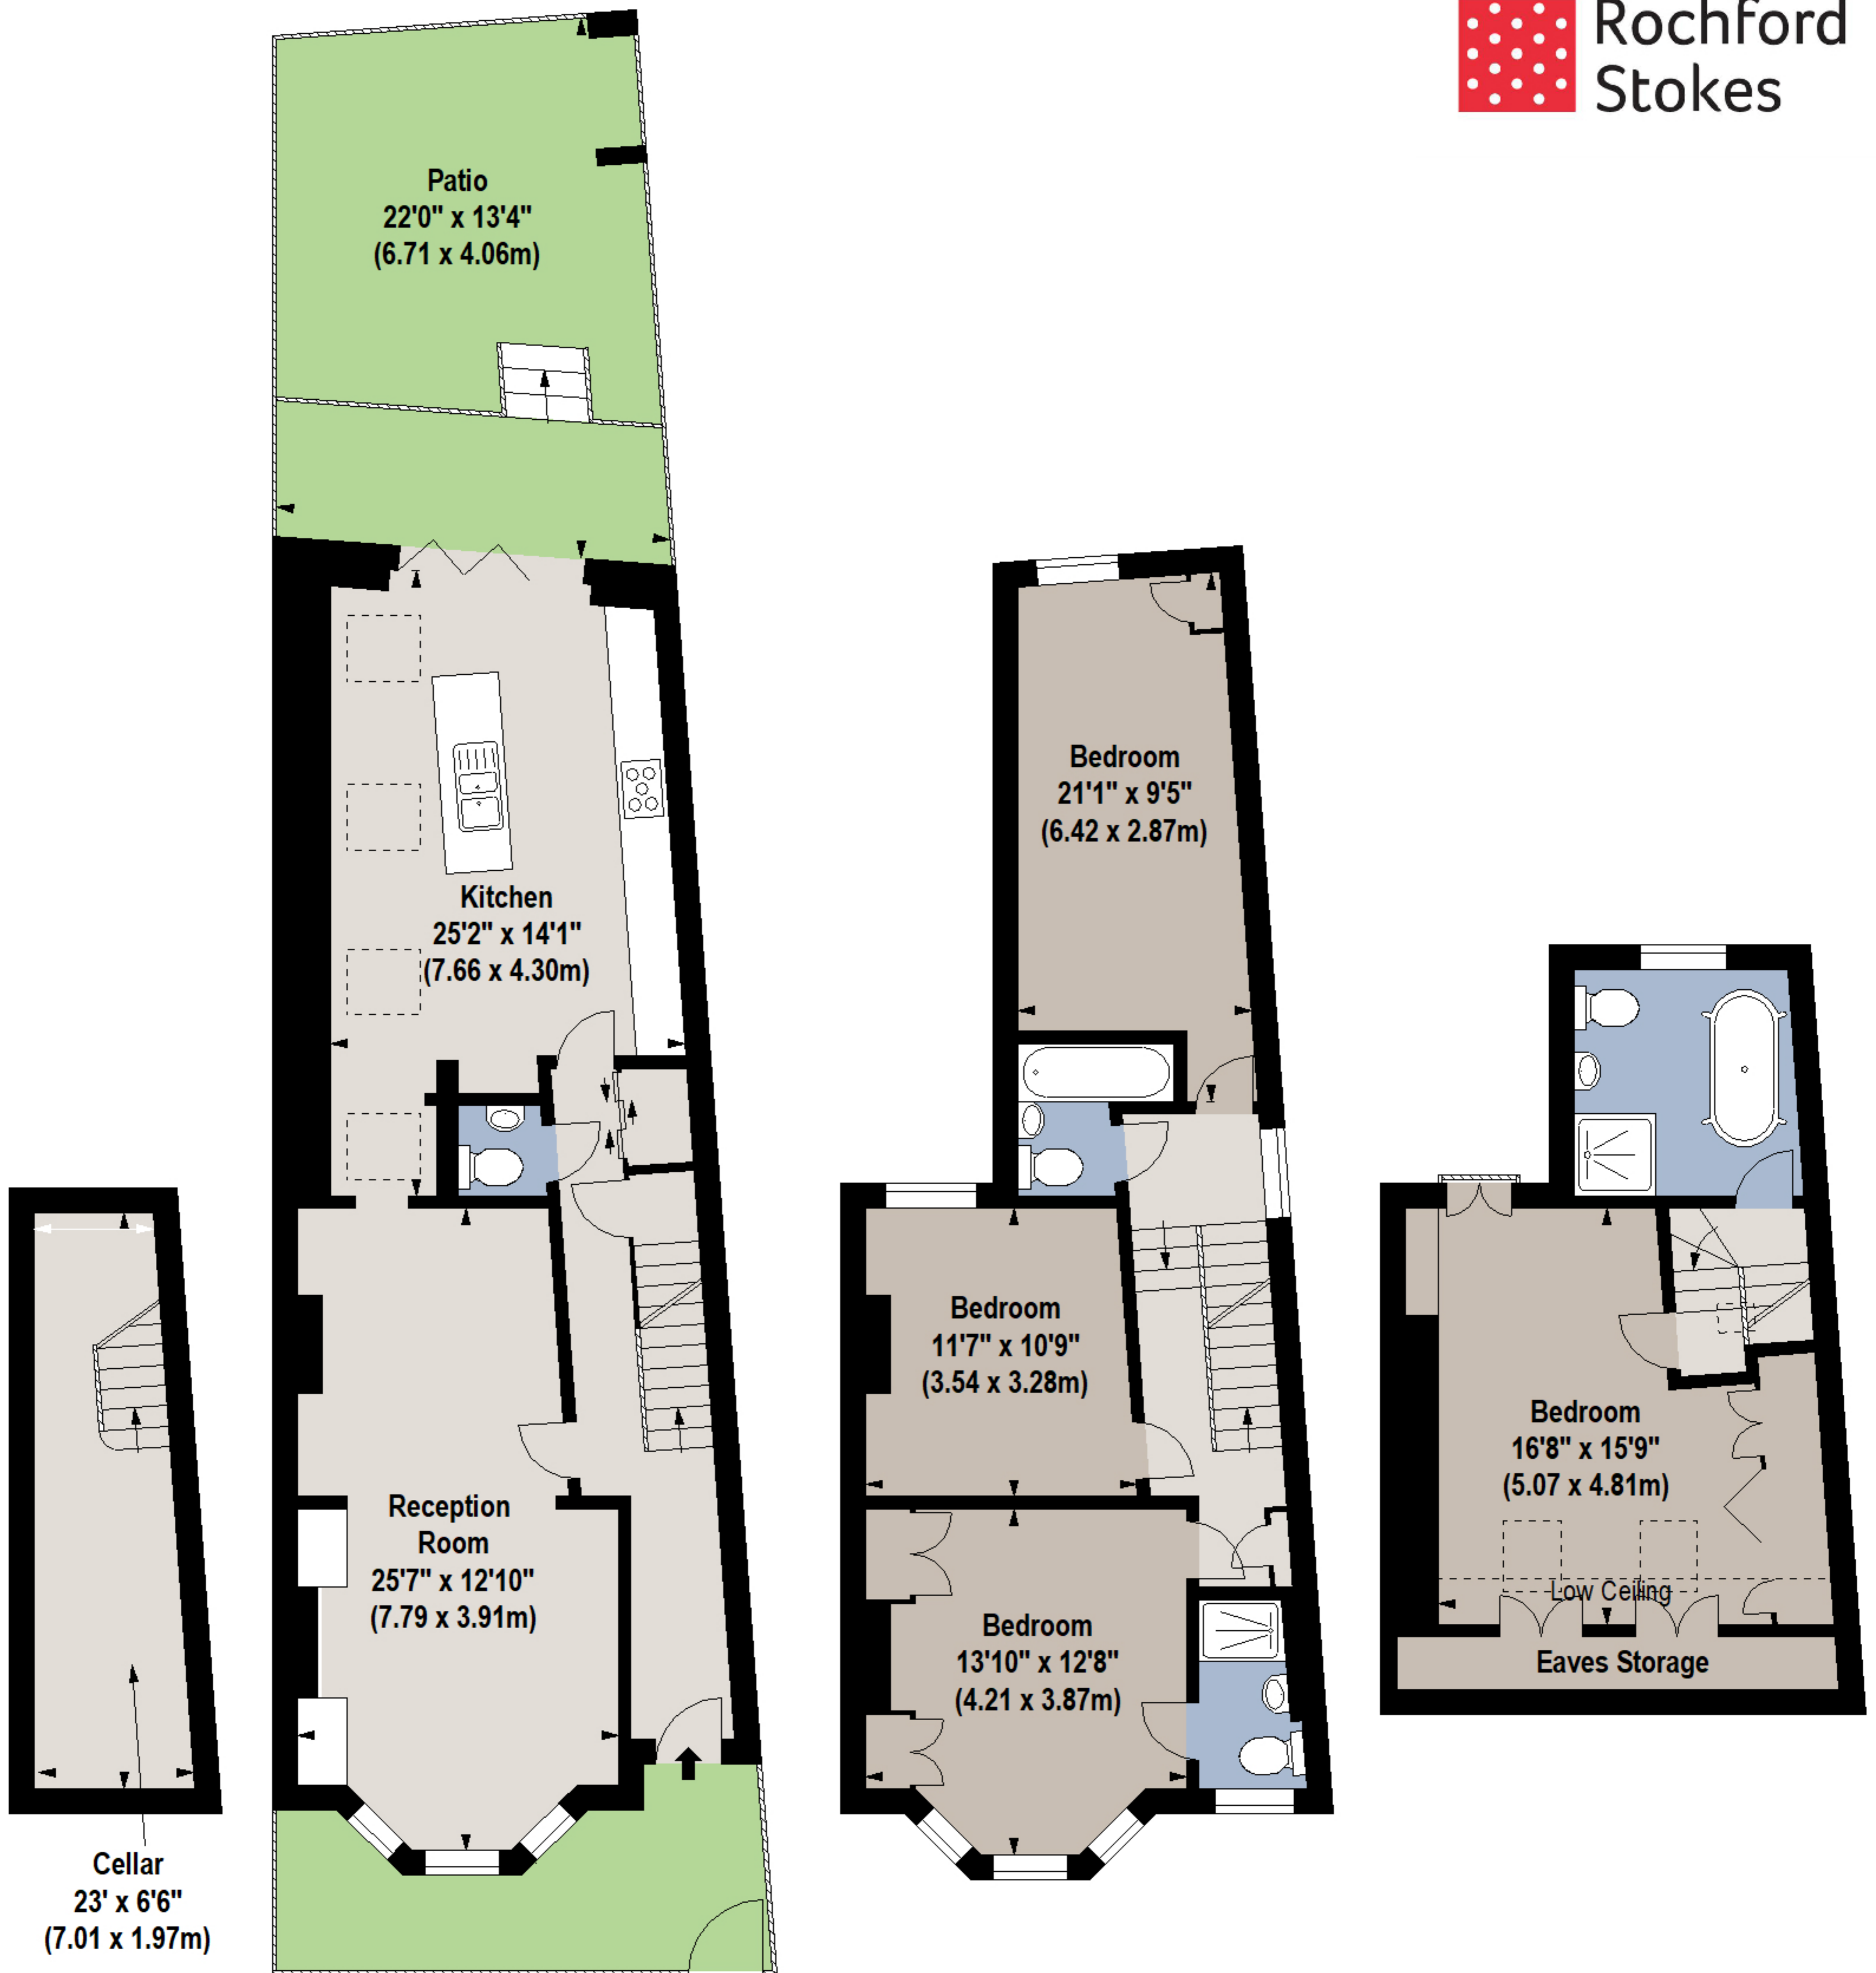 Rochford
Stokes
Patio
22'0" x 13'4"
(6.71 x 4.06m)
Kitchen
25'2" x 14'1"
(7.66 x 4.30m)
Reception
Room
25'7" x 12'10"
(7.79 x 3.91m)
Cellar
23' x 6'6"
(7.01 x 1.97m)
Bedroom
21'1" x 9'5"
(6.42 x 2.87m)
Bedroom
11'7" x 10'9"
(3.54 x 3.28m)
Bedroom
13'10" x 12'8"
(4.21 x 3.87m)
Bedroom
16'8" x 15'9"
(5.07 x 4.81m)
Low Ceiling
Eaves Storage